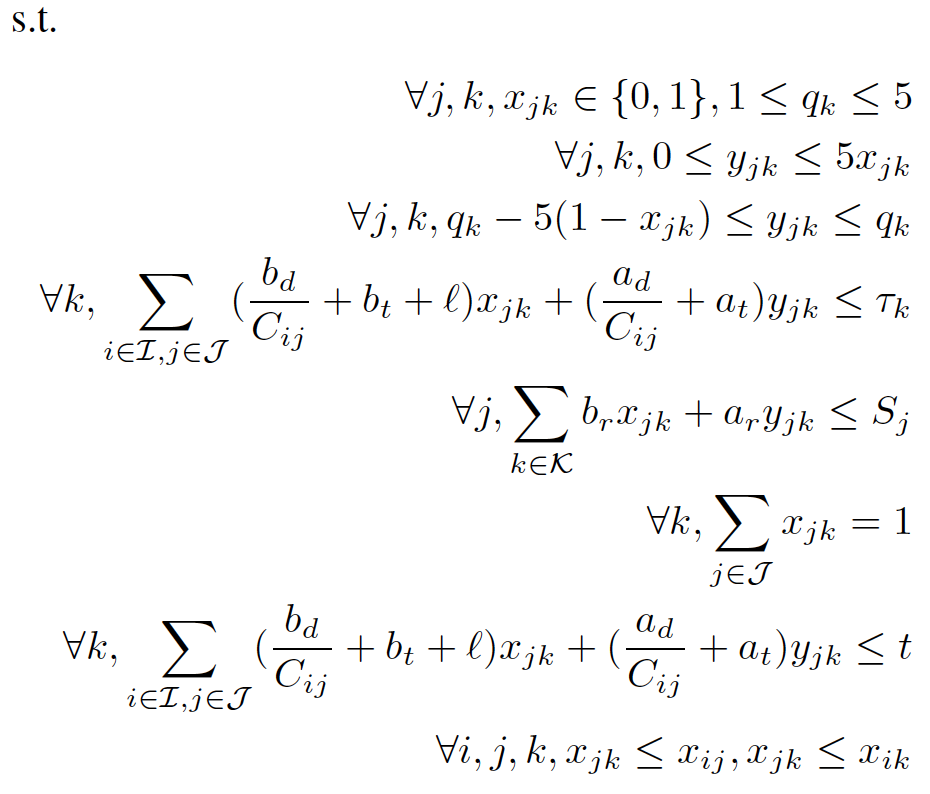 s.t.
∀j, k, x_{jk} ∈ {0, 1}, 1 ≤ q_k ≤ 5
∀j, k, 0 ≤ y_{jk} ≤ 5x_{jk}
∀j, k, q_k − 5(1 − x_{jk}) ≤ y_{jk} ≤ q_k
∀k, \sum_{i∈\mathcal{I}, j∈\mathcal{J}} (\frac{b_d}{C_{ij}} + b_t + ℓ)x_{jk} + (\frac{a_d}{C_{ij}} + a_t)y_{jk} ≤ τ_k
∀j, \sum_{k∈\mathcal{K}} b_r x_{jk} + a_r y_{jk} ≤ S_j
∀k, \sum_{j∈\mathcal{J}} x_{jk} = 1
∀k, \sum_{i∈\mathcal{I}, j∈\mathcal{J}} (\frac{b_d}{C_{ij}} + b_t + ℓ)x_{jk} + (\frac{a_d}{C_{ij}} + a_t)y_{jk} ≤ t
∀i, j, k, x_{jk} ≤ x_{ij}, x_{jk} ≤ x_{ik}